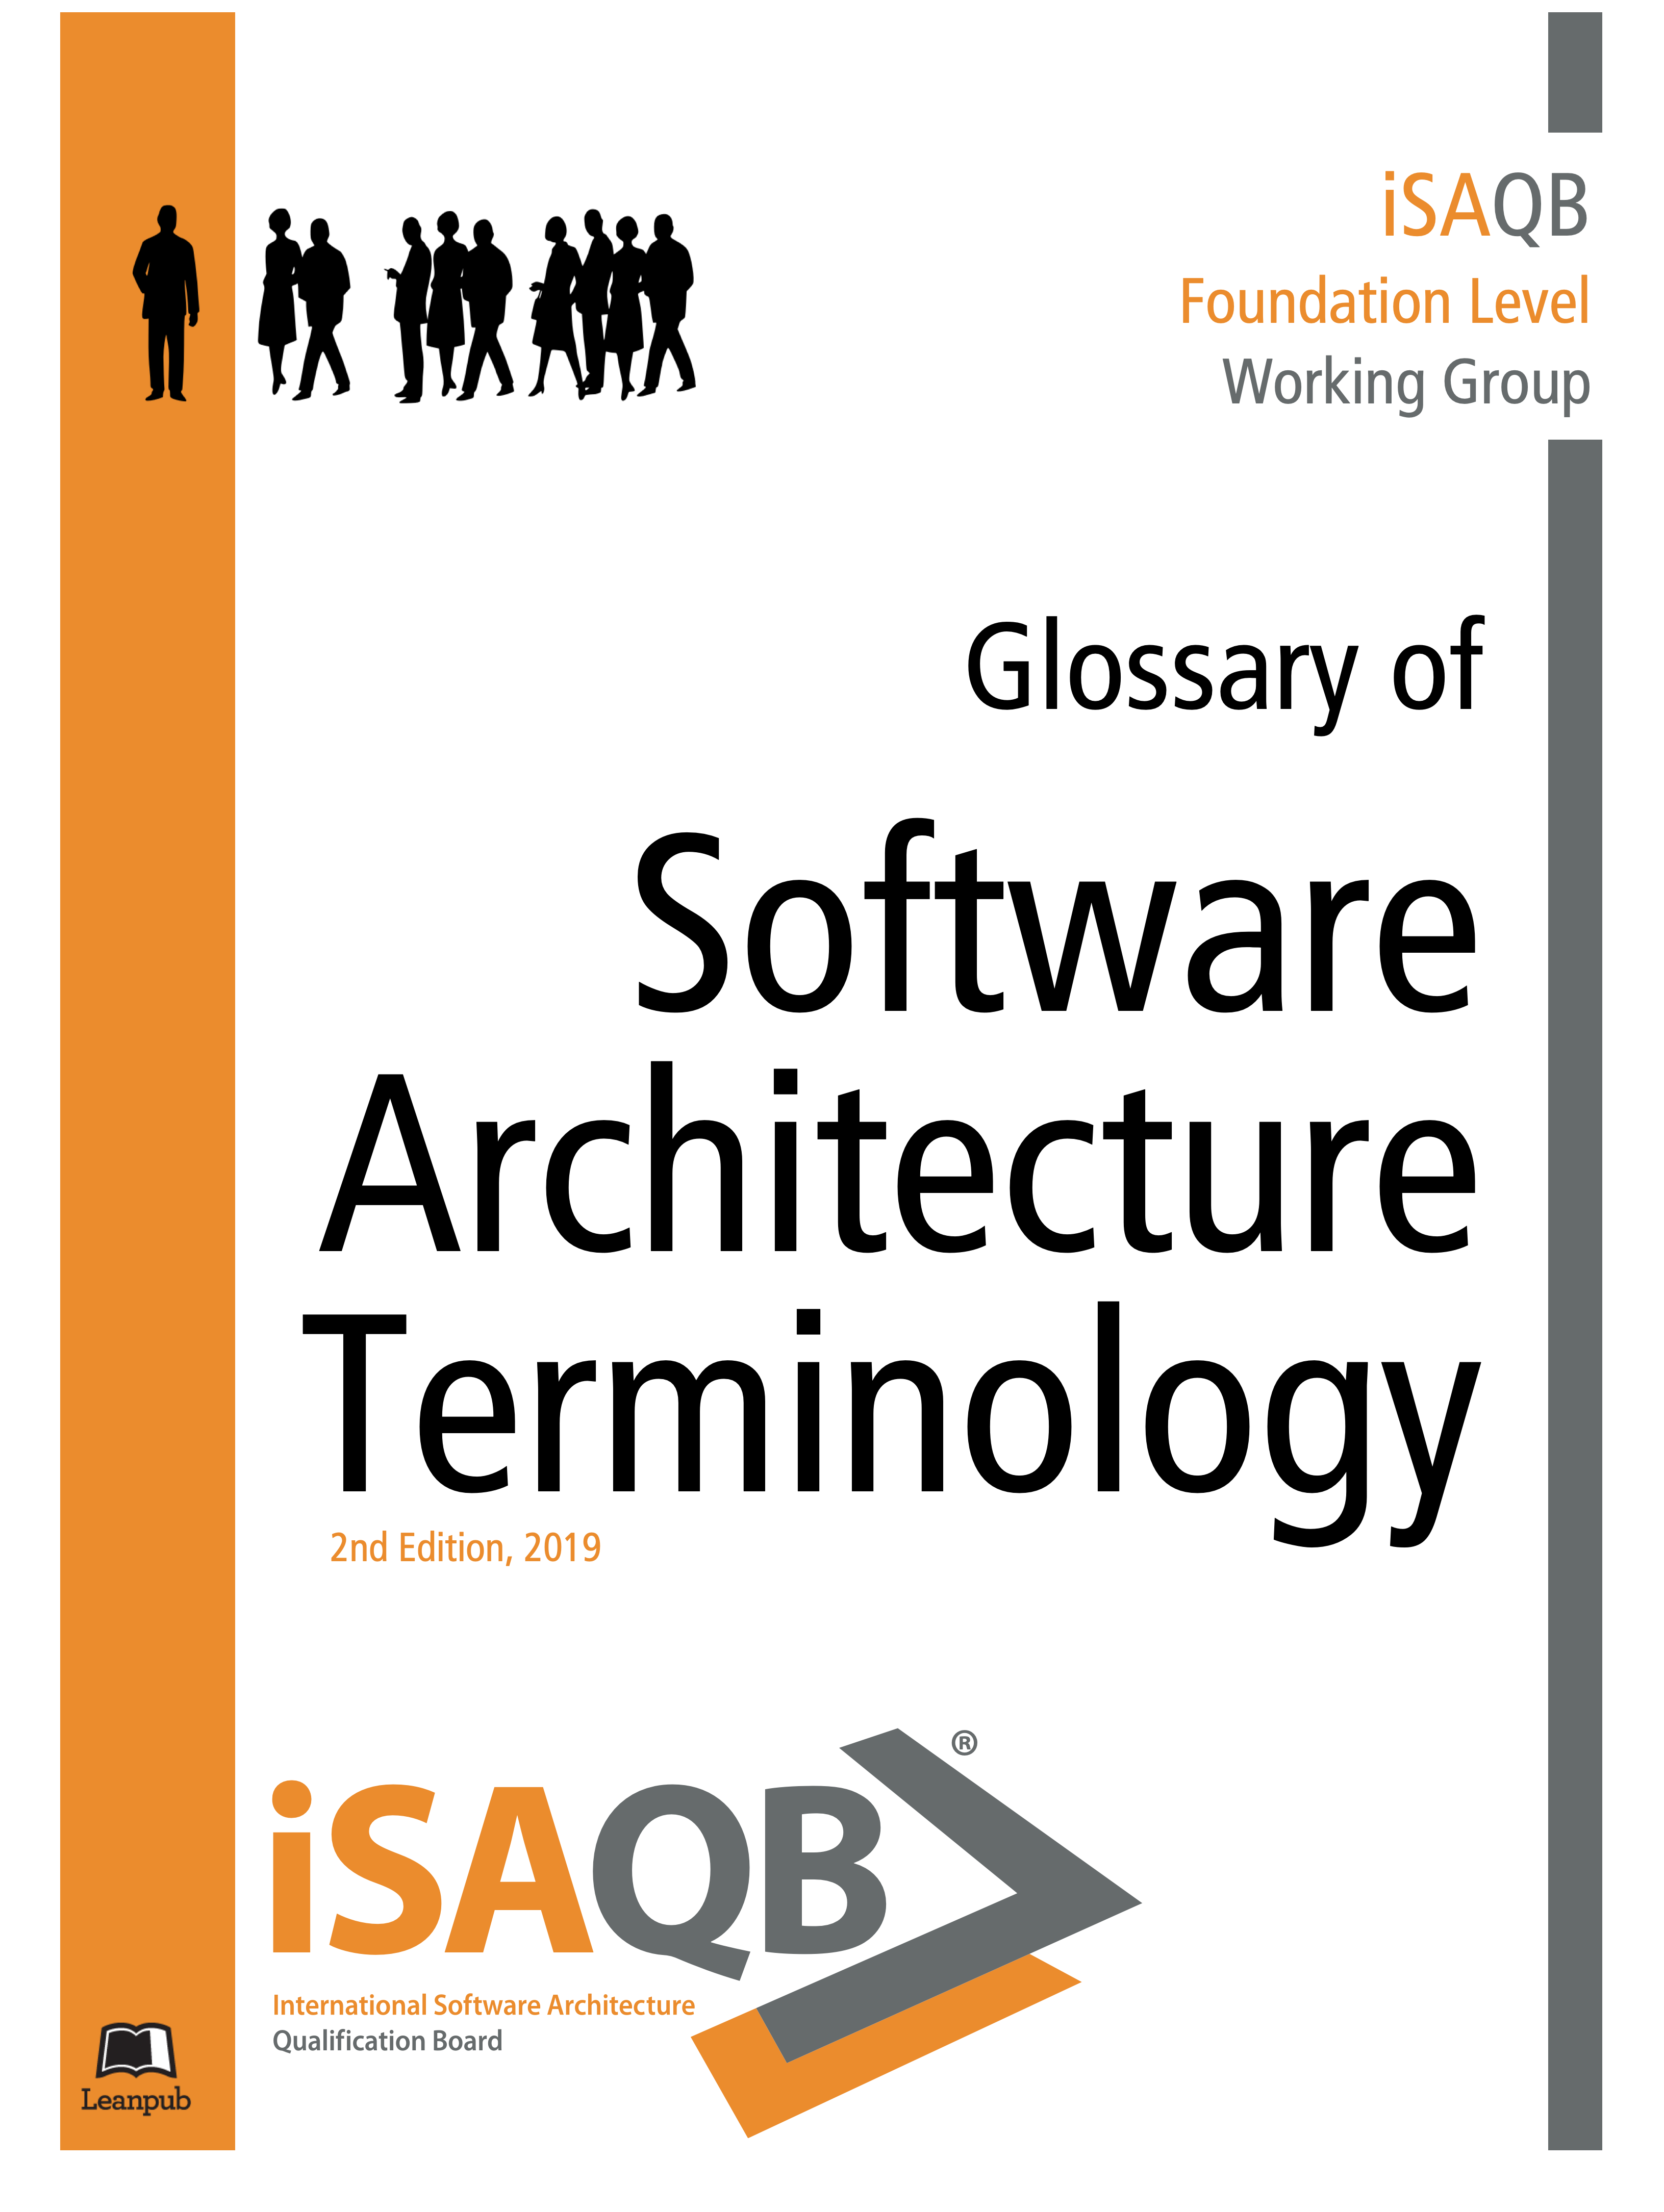 iSAQB
Foundation Level
Working Group
Glossary of
Software
Architecture
Terminology
2nd Edition, 2019
®
iSAQB
International Software Architecture
Qualification Board
Leanpub